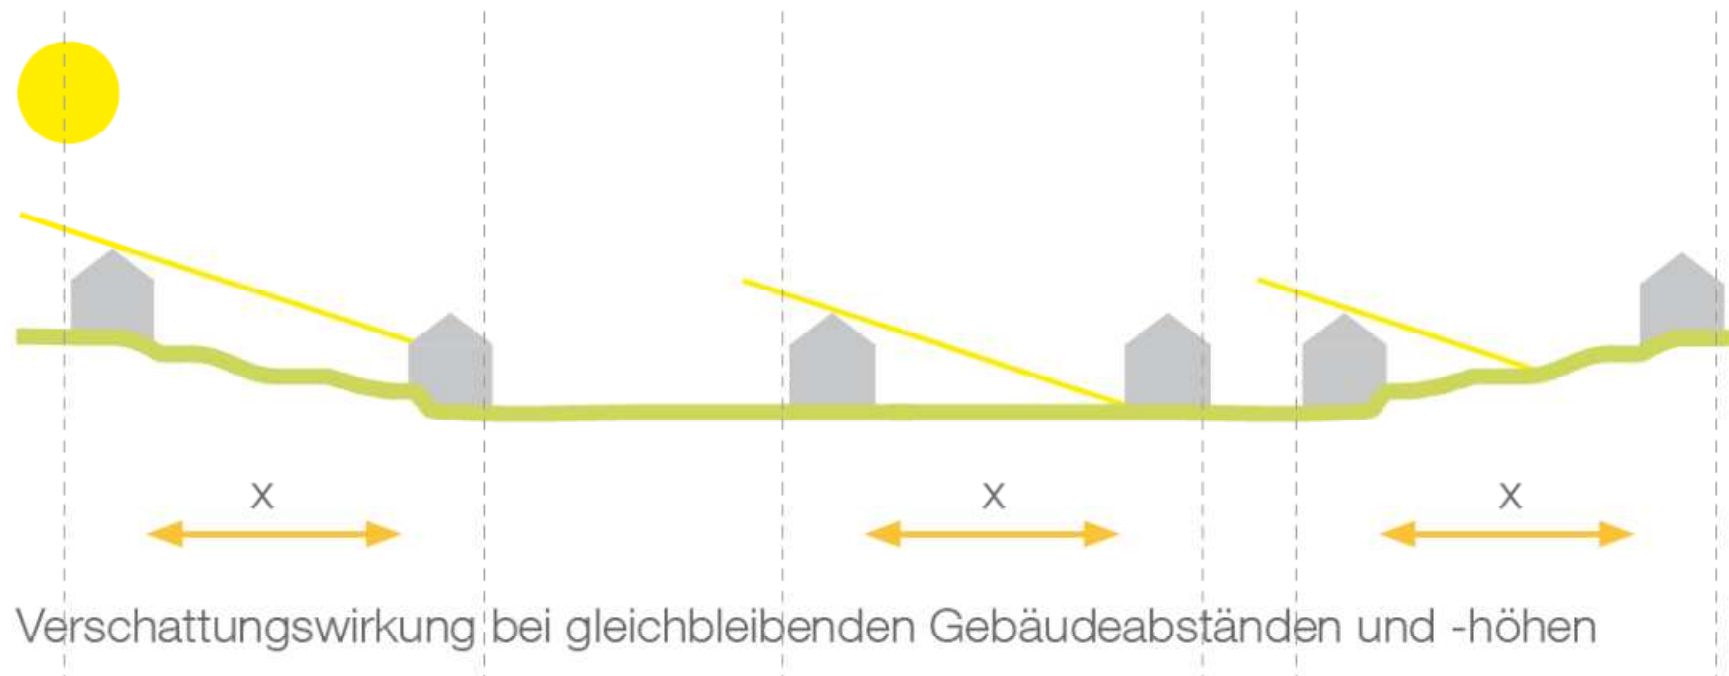 X X X
Verschattungswirkung bei gleichbleibenden Gebäudeabständen und -höhen